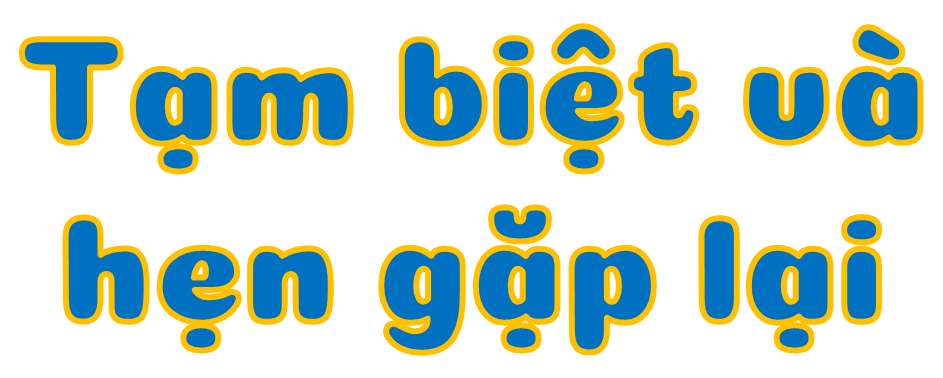 Tạm biệt và
hẹn gặp lại